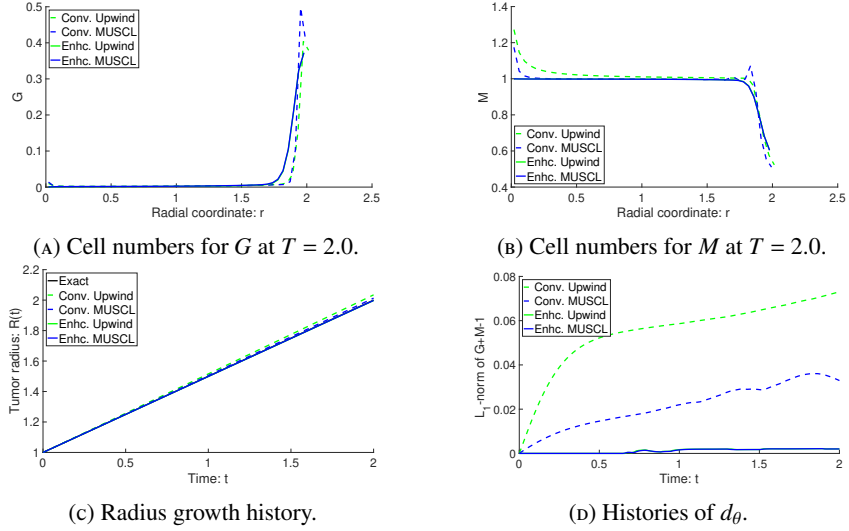 0.5
0.4
0.3
0.2
0.1
0
G
Conv. Upwind
Conv. MUSCL
Enhc. Upwind
Enhc. MUSCL
0 0.5 1 1.5 2 2.5
Radial coordinate: r
(A) Cell numbers for G at T = 2.0.
1.4
1.2
1
0.8
0.6
0.4
M
Conv. Upwind
Conv. MUSCL
Enhc. Upwind
Enhc. MUSCL
0 0.5 1 1.5 2 2.5
Radial coordinate: r
(B) Cell numbers for M at T = 2.0.
2.2
2
1.8
1.6
1.4
1.2
1
Tumor radius: R(t)
Exact
Conv. Upwind
Conv. MUSCL
Enhc. Upwind
Enhc. MUSCL
0 0.5 1 1.5 2
Time: t
(C) Radius growth history.
0.08
0.06
0.04
0.02
0
L₁-norm of G+M-1
Conv. Upwind
Conv. MUSCL
Enhc. Upwind
Enhc. MUSCL
0 0.5 1 1.5 2
Time: t
(D) Histories of dθ.